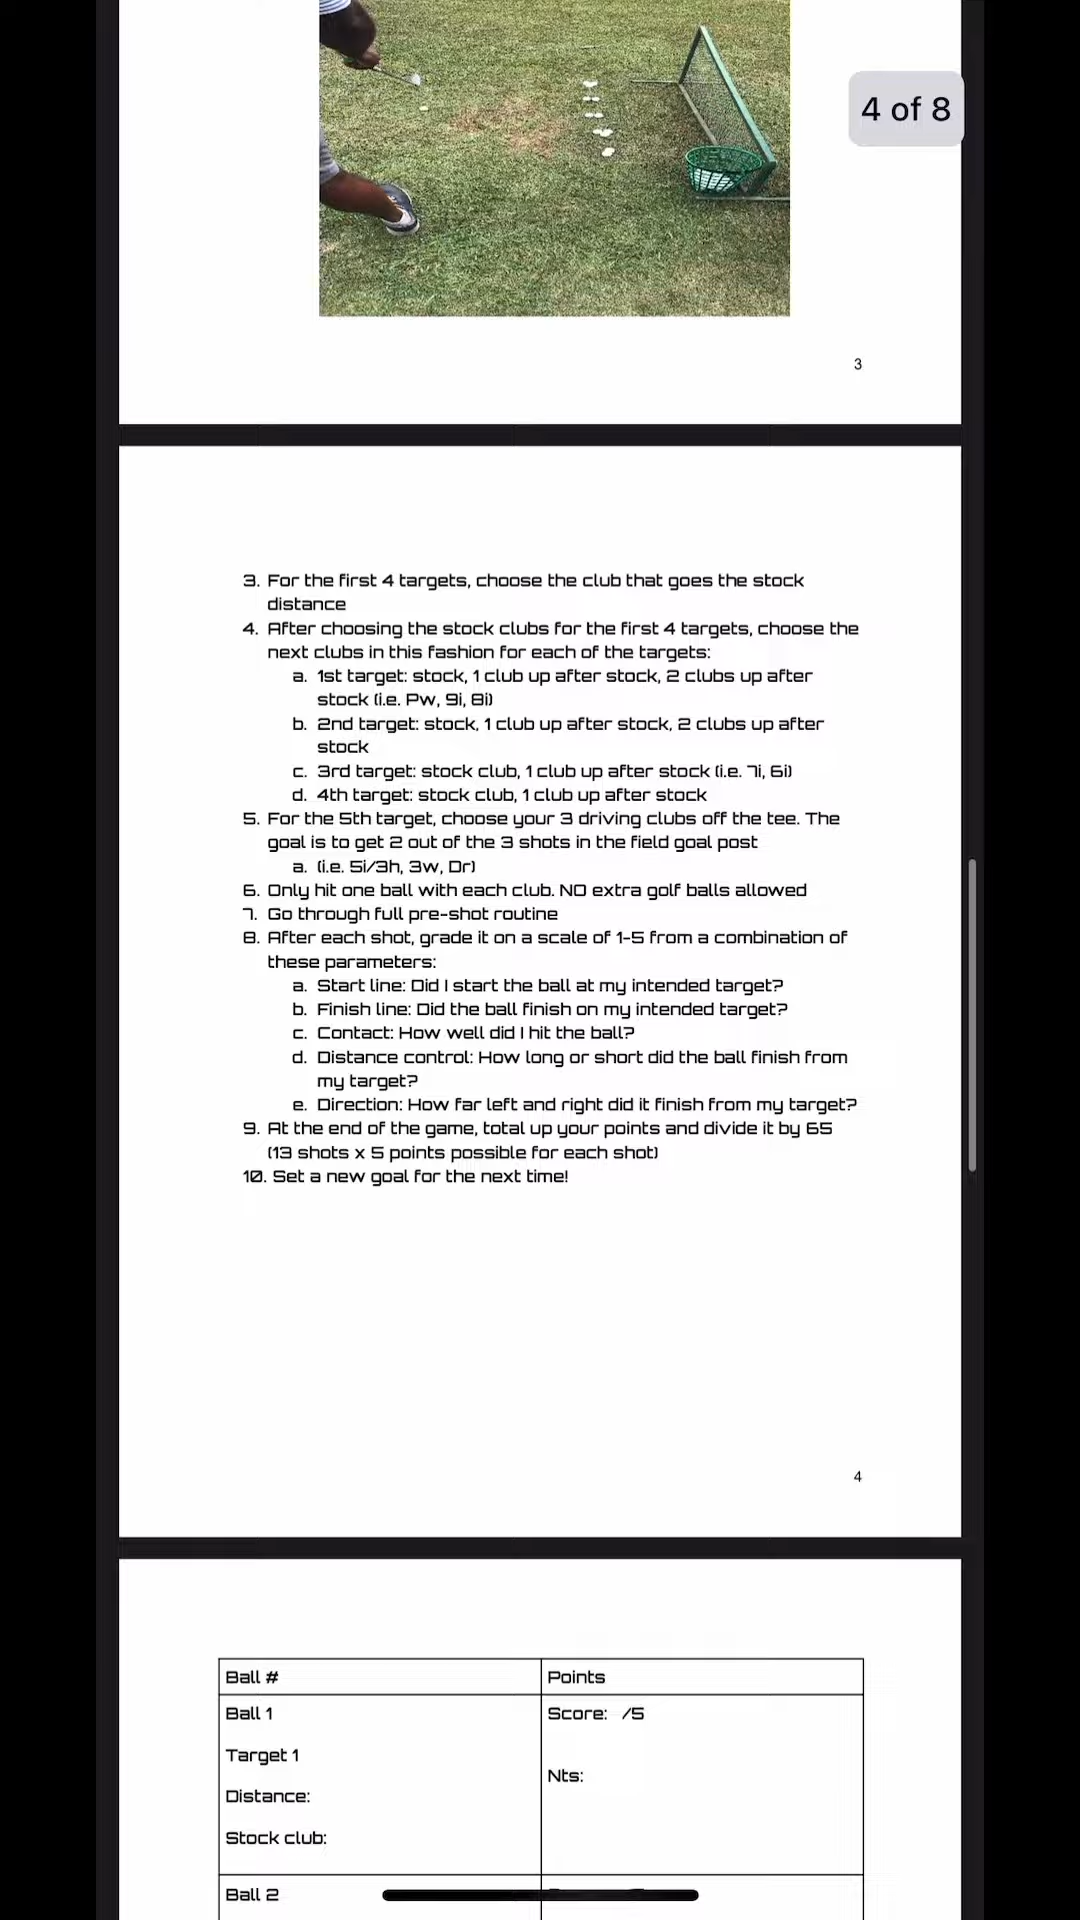 4 of 8
3
3. For the first 4 targets, choose the club that goes the stock
distance
4. After choosing the stock clubs for the first 4 targets, choose the
next clubs in this fashion for each of the targets:
a. 1st target: stock, 1 club up after stock, 2 clubs up after
stock (i.e. Pw, 9i, 8i)
b. 2nd target: stock, 1 club up after stock, 2 clubs up after
stock
c. 3rd target: stock club, 1 club up after stock (i.e. 7i, 6i)
d. 4th target: stock club, 1 club up after stock
5. For the 5th target, choose your 3 driving clubs off the tee. The
goal is to get 2 out of the 3 shots in the field goal post
a. (i.e. 5i/3h, 3w, Dr)
6. Only hit one ball with each club. NO extra golf balls allowed
7. Go through full pre-shot routine
8. After each shot, grade it on a scale of 1-5 from a combination of
these parameters:
a. Start line: Did I start the ball at my intended target?
b. Finish line: Did the ball finish on my intended target?
c. Contact: How well did I hit the ball?
d. Distance control: How long or short did the ball finish from
my target?
e. Direction: How far left and right did it finish from my target?
9. At the end of the game, total up your points and divide it by 65
(13 shots x 5 points possible for each shot)
10. Set a new goal for the next time!
4
Ball # Points
Ball 1 Score: /5
Target 1
Nts:
Distance:
Stock club:
Ball 2